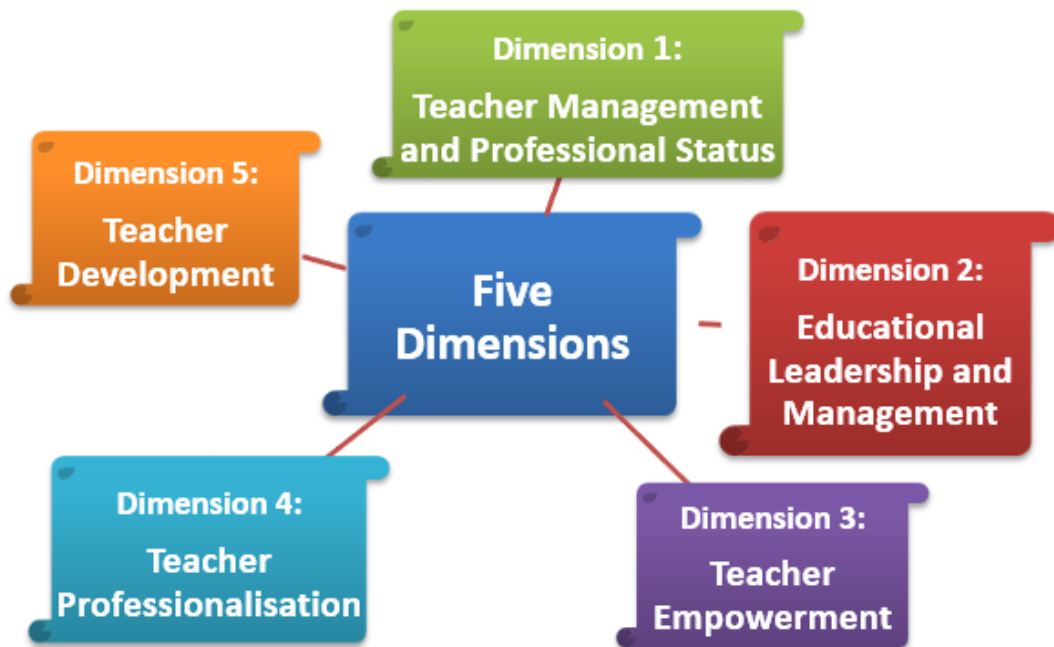 Dimension 1:
Teacher Management
and Professional Status
Dimension 5:
Teacher
Development
Five
Dimensions
Dimension 2:
Educational
Leadership and
Management
Dimension 4:
Teacher
Professionalisation
Dimension 3:
Teacher
Empowerment